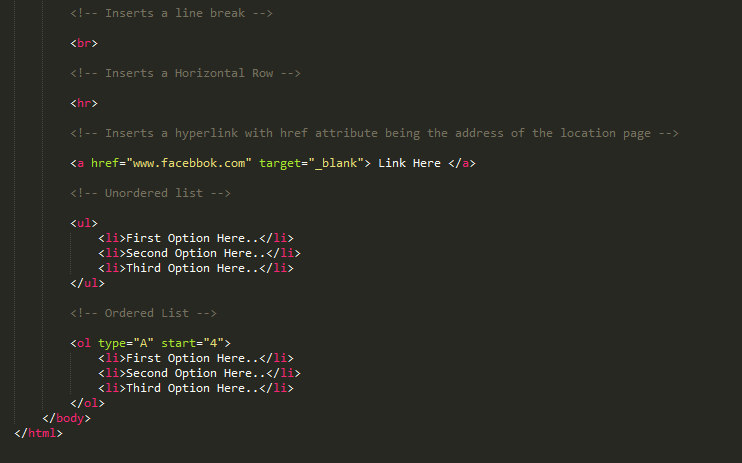 <!-- Inserts a line break -->
<br>
<!-- Inserts a Horizontal Row -->
<hr>
<!-- Inserts a hyperlink with href attribute being the address of the location page -->
<a href="www.facebbok.com" target="_blank"> Link Here </a>
<!-- Unordered list -->
<ul>
<li>First Option Here..</li>
<li>Second Option Here..</li>
<li>Third Option Here..</li>
</ul>
<!-- Ordered List -->
<ol type="A" start="4">
<li>First Option Here..</li>
<li>Second Option Here..</li>
<li>Third Option Here..</li>
</ol>
</body>
</html>